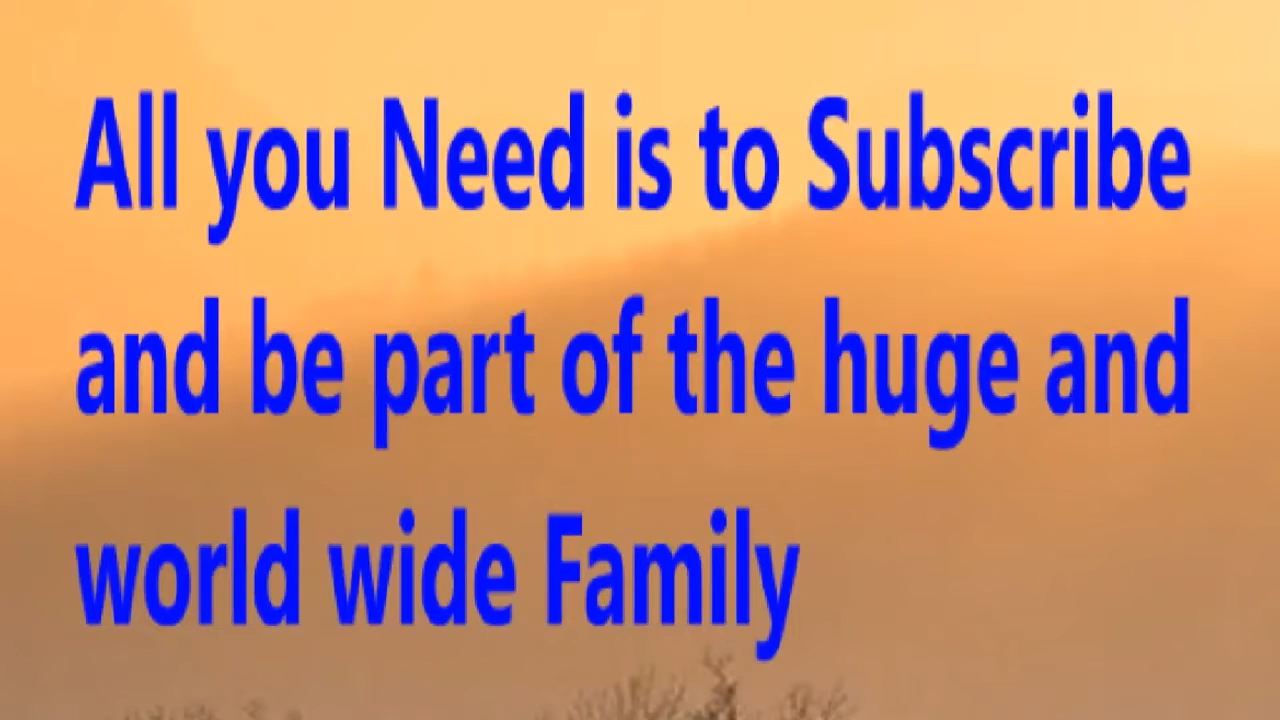 All you Need is to Subscribe
and be part of the huge and
world wide Family